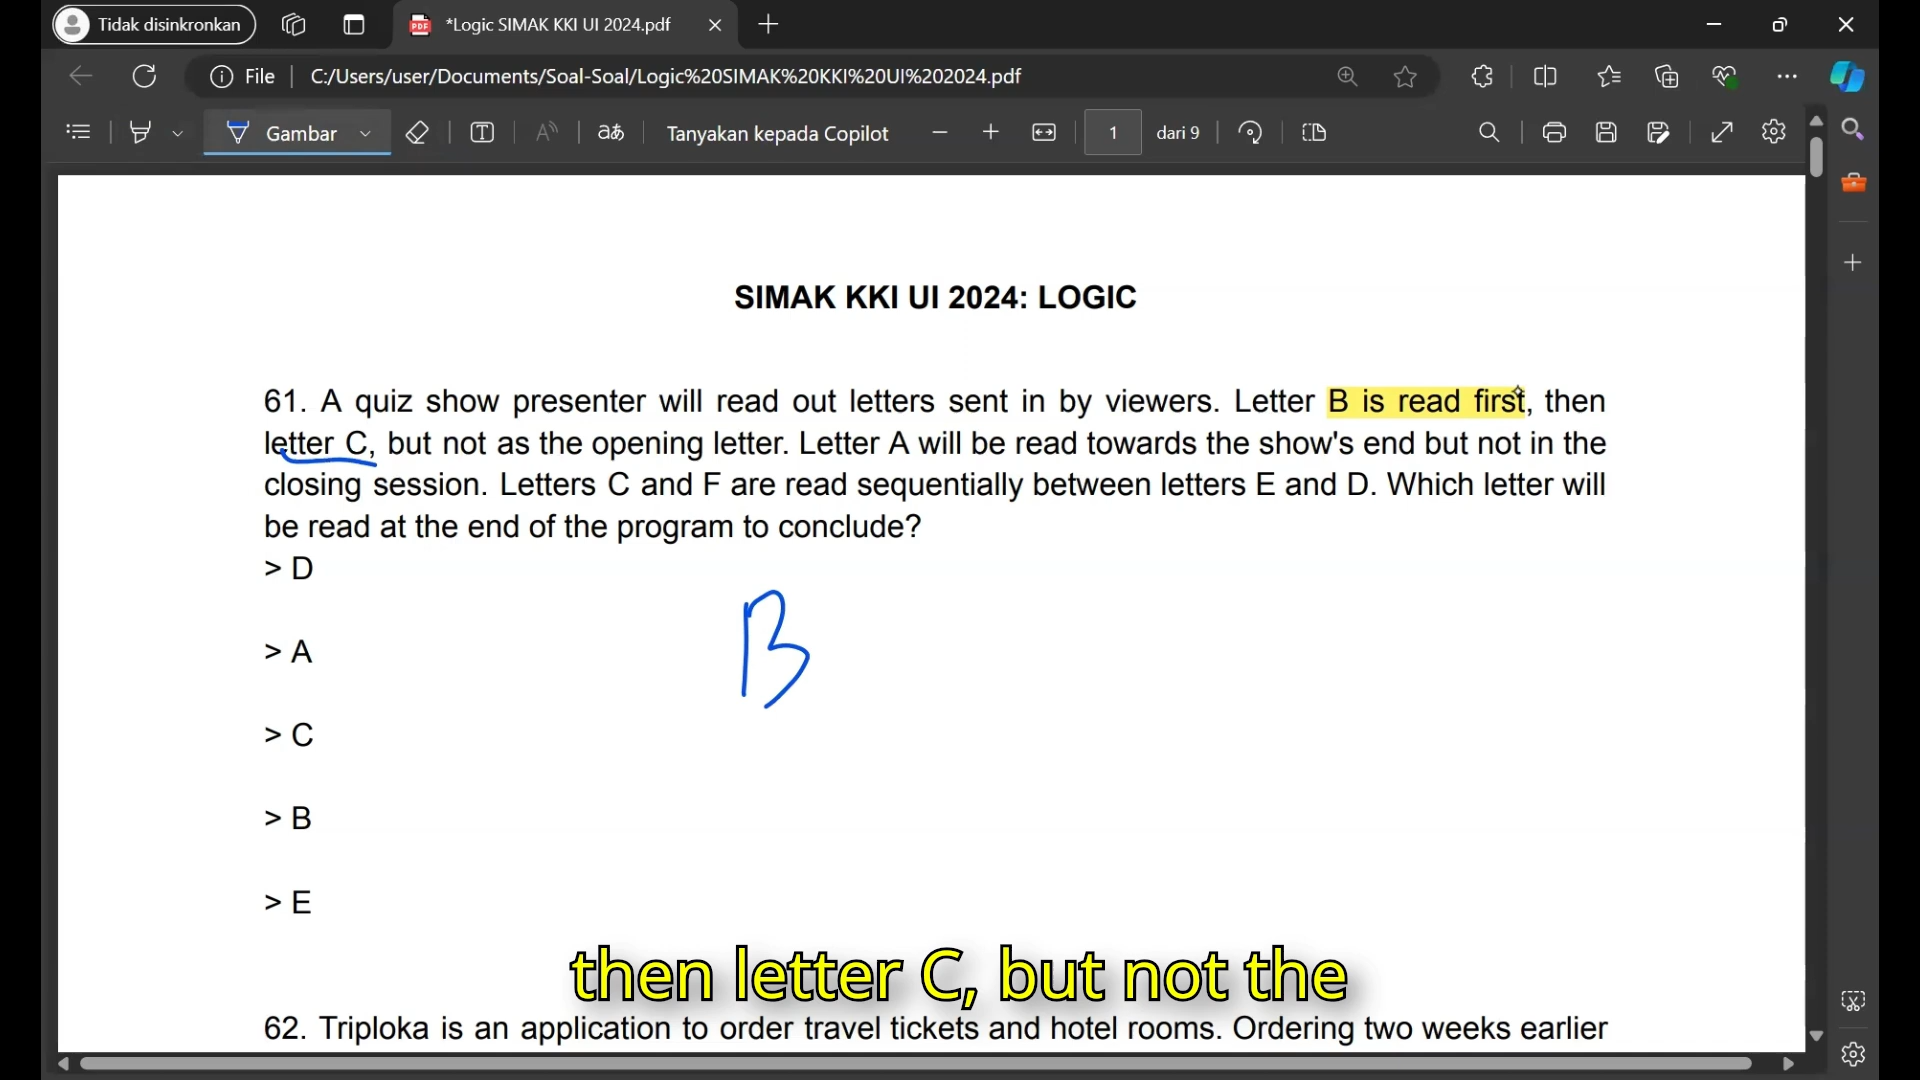 Tidak disinkronkan
*Logic SIMAK KKI UI 2024.pdf
File
C:/Users/user/Documents/Soal-Soal/Logic%20SIMAK%20KKI%20UI%202024.pdf
Gambar
aあ
Tanyakan kepada Copilot
1
dari 9
SIMAK KKI UI 2024: LOGIC
61. A quiz show presenter will read out letters sent in by viewers. Letter B is read first, then
letter C, but not as the opening letter. Letter A will be read towards the show's end but not in the
closing session. Letters C and F are read sequentially between letters E and D. Which letter will
be read at the end of the program to conclude?
> D
B
> A
> C
> B
> E
then letter C, but not the
62. Triploka is an application to order travel tickets and hotel rooms. Ordering two weeks earlier